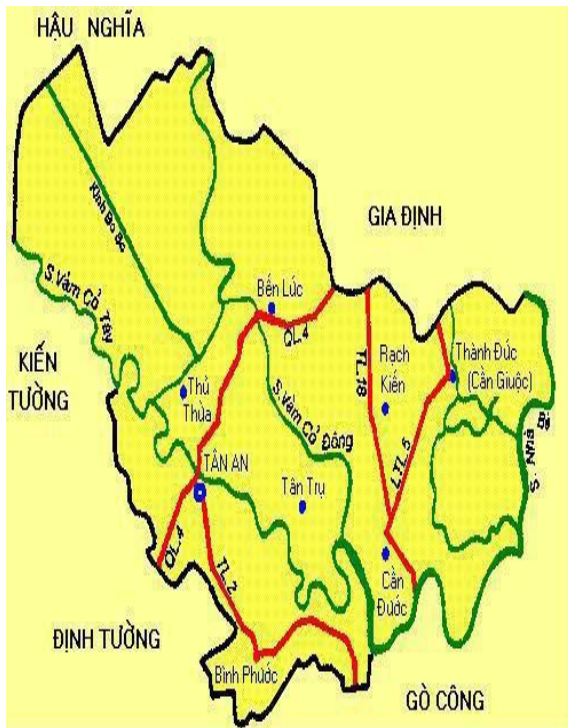 HẬU NGHĨA
GIA ĐỊNH
Kinh Bo Bo
S.Vàm Cỏ Tây
Bến Lúc
QL.4
KIẾN
TƯỜNG
Thủ
Thừa
TL.18
Rạch
Kiến
Thành Đức
(Cần Giuộc)
S.Vàm Cỏ Đông
TÂN AN
Tân Trụ
LTL.5
QL.4
TL.2
Cần
Đước
ĐỊNH TƯỜNG
Bình Phước
GÒ CÔNG